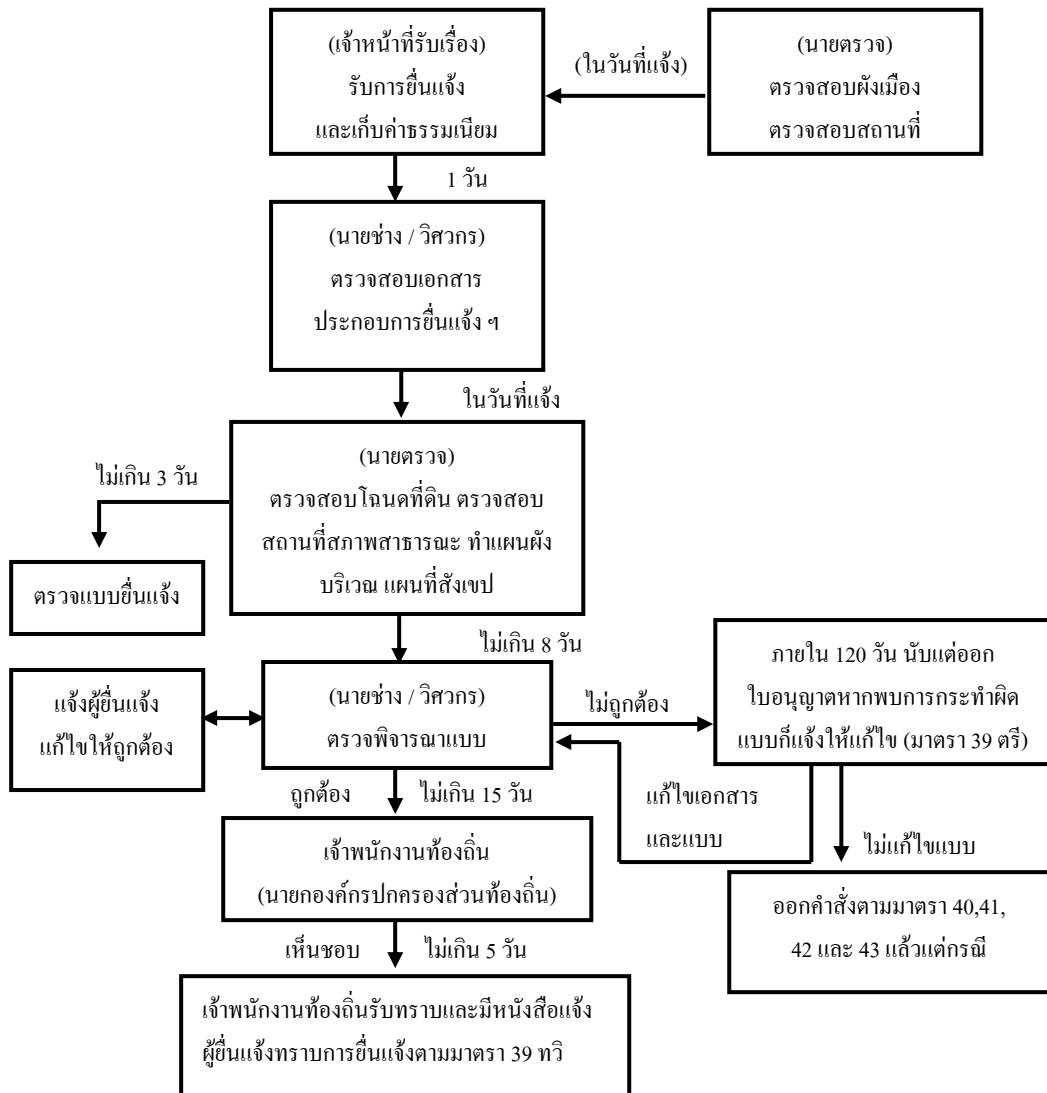 (เจ้าหน้าที่รับเรื่อง)
รับการยื่นแจ้ง
และเก็บค่าธรรมเนียม
(ในวันที่แจ้ง)
(นายตรวจ)
ตรวจสอบผังเมือง
ตรวจสอบสถานที่
1 วัน
(นายช่าง / วิศวกร)
ตรวจสอบเอกสาร
ประกอบการยื่นแจ้ง ฯ
ในวันที่แจ้ง
(นายตรวจ)
ตรวจสอบโฉนดที่ดิน ตรวจสอบ
สถานที่สภาพสาธารณะ ทำแผนผัง
บริเวณ แผนที่สังเขป
ไม่เกิน 3 วัน
ตรวจแบบยื่นแจ้ง
ไม่เกิน 8 วัน
(นายช่าง / วิศวกร)
ตรวจพิจารณาแบบ
แจ้งผู้ยื่นแจ้ง
แก้ไขให้ถูกต้อง
ไม่ถูกต้อง
ภายใน 120 วัน นับแต่ออก
ใบอนุญาตหากพบการกระทำผิด
แบบก็แจ้งให้แก้ไข (มาตรา 39 ตรี)
แก้ไขเอกสาร
และแบบ
ไม่แก้ไขแบบ
ออกคำสั่งตามมาตรา 40,41,
42 และ 43 แล้วแต่กรณี
ถูกต้อง ไม่เกิน 15 วัน
เจ้าพนักงานท้องถิ่น
(นายกองค์กรปกครองส่วนท้องถิ่น)
เห็นชอบ ไม่เกิน 5 วัน
เจ้าพนักงานท้องถิ่นรับทราบและมีหนังสือแจ้ง
ผู้ยื่นแจ้งทราบการยื่นแจ้งตามมาตรา 39 ทวิ